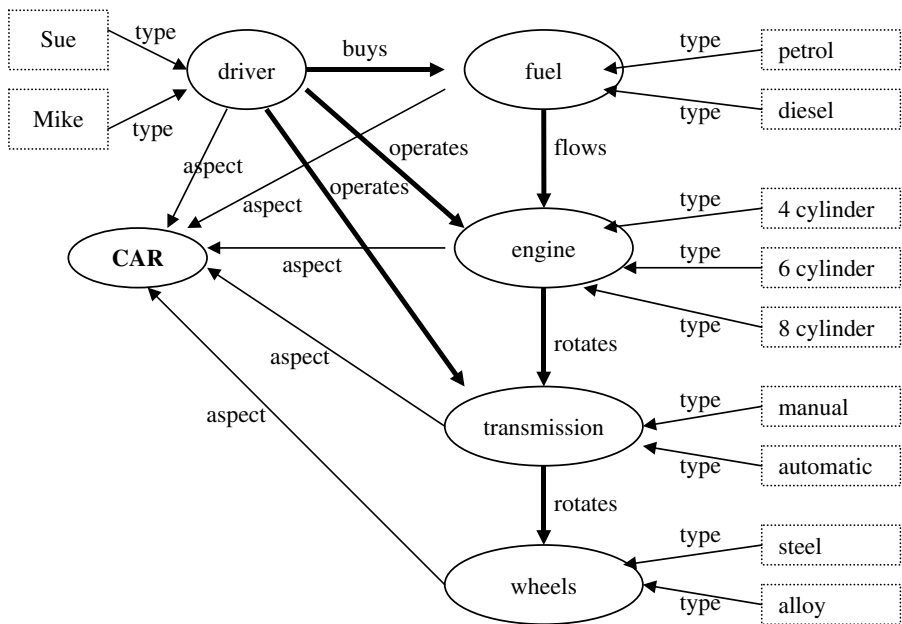 Sue
type
driver
buys
fuel
type
petrol
Mike
type
type
diesel
operates
flows
aspect
operates
aspect
type
4 cylinder
CAR
aspect
engine
type
6 cylinder
type
8 cylinder
rotates
aspect
type
manual
aspect
transmission
type
automatic
rotates
type
steel
wheels
type
alloy